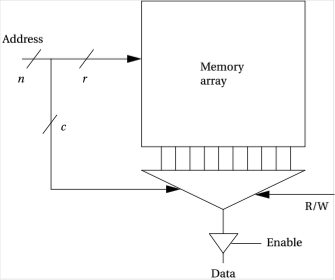 Address
n
r
Memory
array
c
R/W
Enable
Data